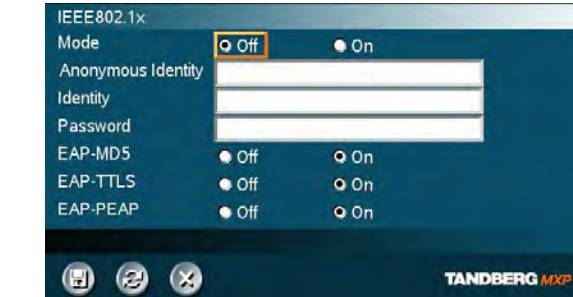 IEEE802.1x
Mode Off On
Anonymous Identity
Identity
Password
EAP-MD5 Off On
EAP-TTLS Off On
EAP-PEAP Off On
TANDBERG MXP